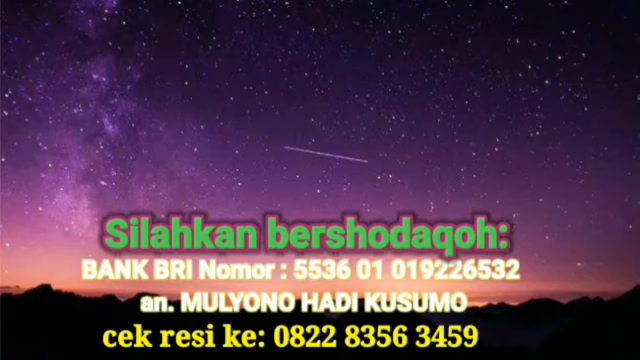 Silahkan bershodaqoh:
BANK BRI Nomor : 5536 01 019226532
an. MULYONO HADI KUSUMO
cek resi ke: 0822 8356 3459